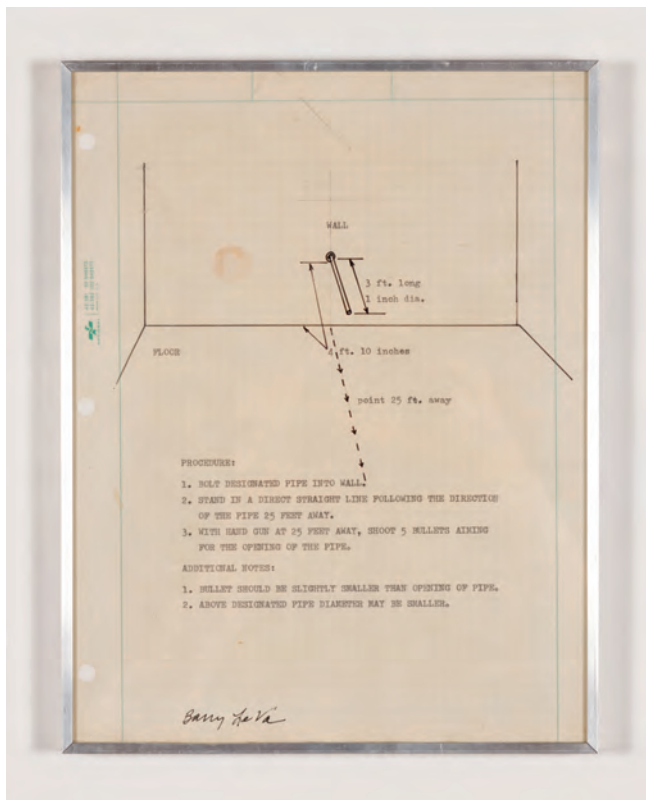 WALL
3 ft. long
1 inch dia.
FLOOR
4 ft. 10 inches
point 25 ft. away
PROCEDURE:
1. BOLT DESIGNATED PIPE INTO WALL.
2. STAND IN A DIRECT STRAIGHT LINE FOLLOWING THE DIRECTION
OF THE PIPE 25 FEET AWAY.
3. WITH HAND GUN AT 25 FEET AWAY, SHOOT 5 BULLETS AIRING
FOR THE OPENING OF THE PIPE.
ADDITIONAL NOTES:
1. BULLET SHOULD BE SLIGHTLY SMALLER THAN OPENING OF PIPE.
2. ABOVE DESIGNATED PIPE DIAMETER MAY BE SMALLER.
Barry Le Va